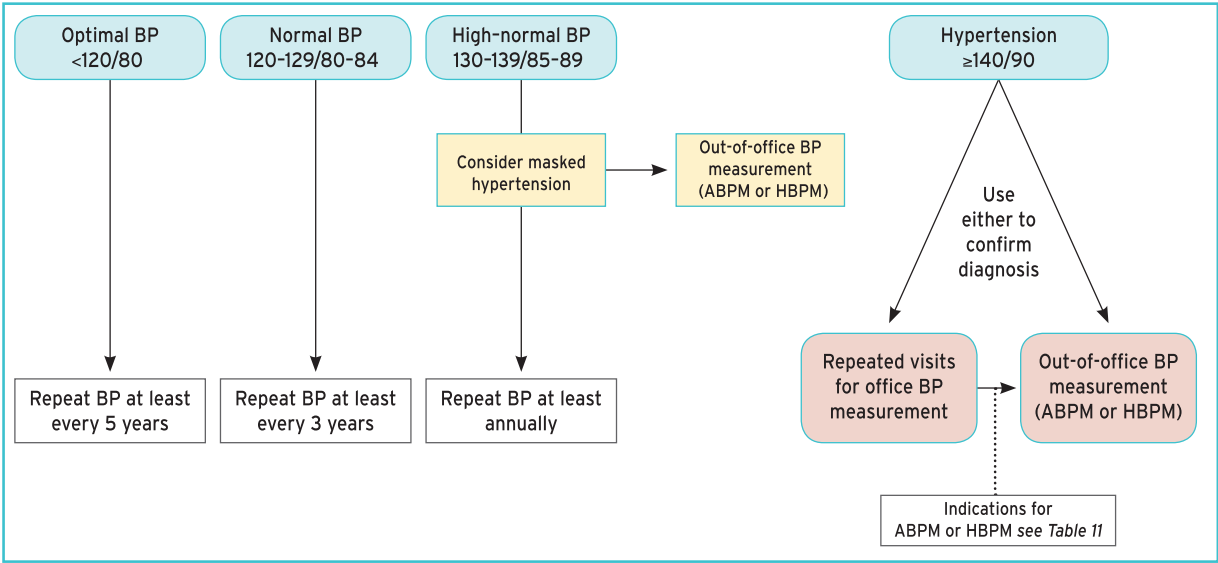 Optimal BP
<120/80
Normal BP
120–129/80–84
High–normal BP
130–139/85–89
Hypertension
≥140/90
Consider masked
hypertension
Out-of-office BP
measurement
(ABPM or HBPM)
Use
either to
confirm
diagnosis
Repeat BP at least
every 5 years
Repeat BP at least
every 3 years
Repeat BP at least
annually
Repeated visits
for office BP
measurement
Out-of-office BP
measurement
(ABPM or HBPM)
Indications for
ABPM or HBPM see Table 11